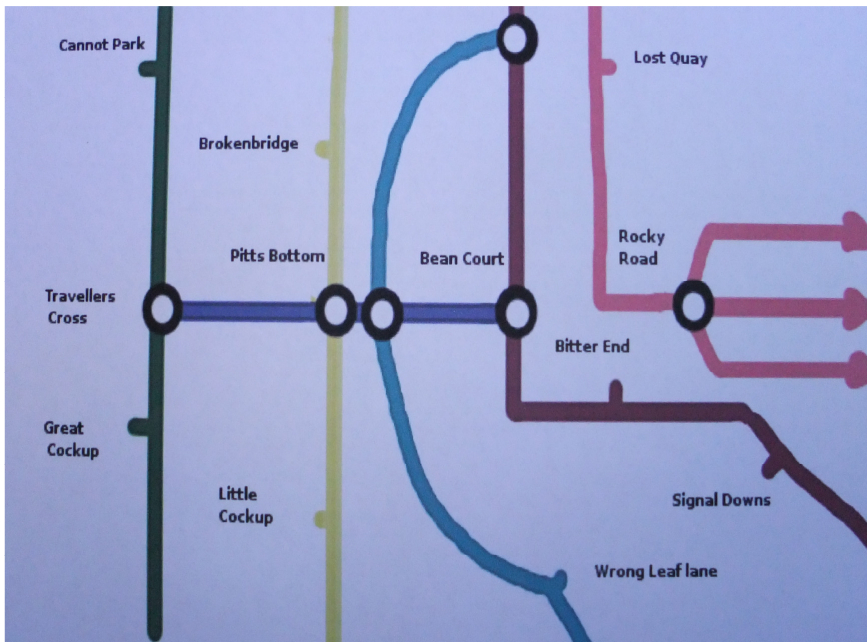 Cannot Park
Lost Quay
Brokenbridge
Rocky
Road
Pitts Bottom
Bean Court
Travellers
Cross
Bitter End
Great
Cockup
Little
Cockup
Signal Downs
Wrong Leaf lane